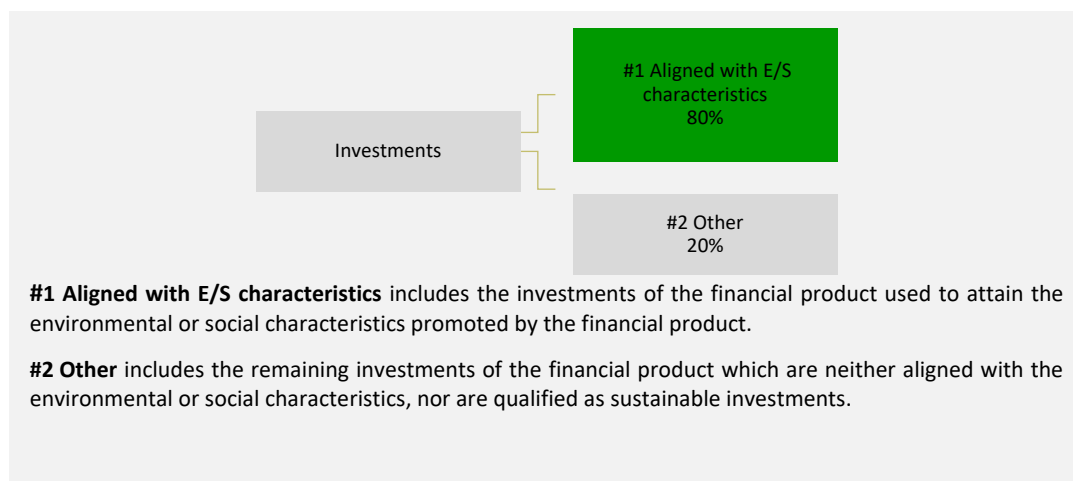 #1 Aligned with E/S
characteristics
80%
Investments
#2 Other
20%
#1 Aligned with E/S characteristics includes the investments of the financial product used to attain the
environmental or social characteristics promoted by the financial product.
#2 Other includes the remaining investments of the financial product which are neither aligned with the
environmental or social characteristics, nor are qualified as sustainable investments.